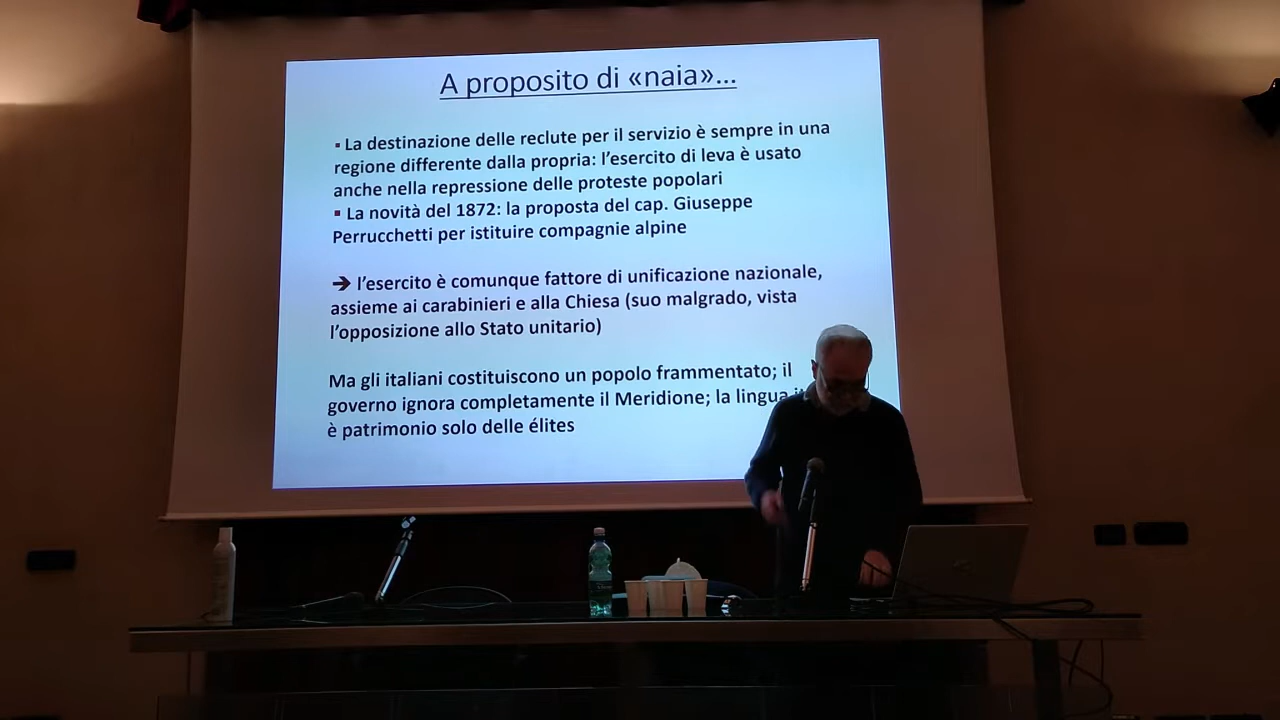 A proposito di «naia»...
▪ La destinazione delle reclute per il servizio è sempre in una
regione differente dalla propria: l'esercito di leva è usato
anche nella repressione delle proteste popolari
▪ La novità del 1872: la proposta del cap. Giuseppe
Perrucchetti per istituire compagnie alpine
➔ l'esercito è comunque fattore di unificazione nazionale,
assieme ai carabinieri e alla Chiesa (suo malgrado, vista
l'opposizione allo Stato unitario)
Ma gli italiani costituiscono un popolo frammentato; il
governo ignora completamente il Meridione; la lingua
è patrimonio solo delle élites